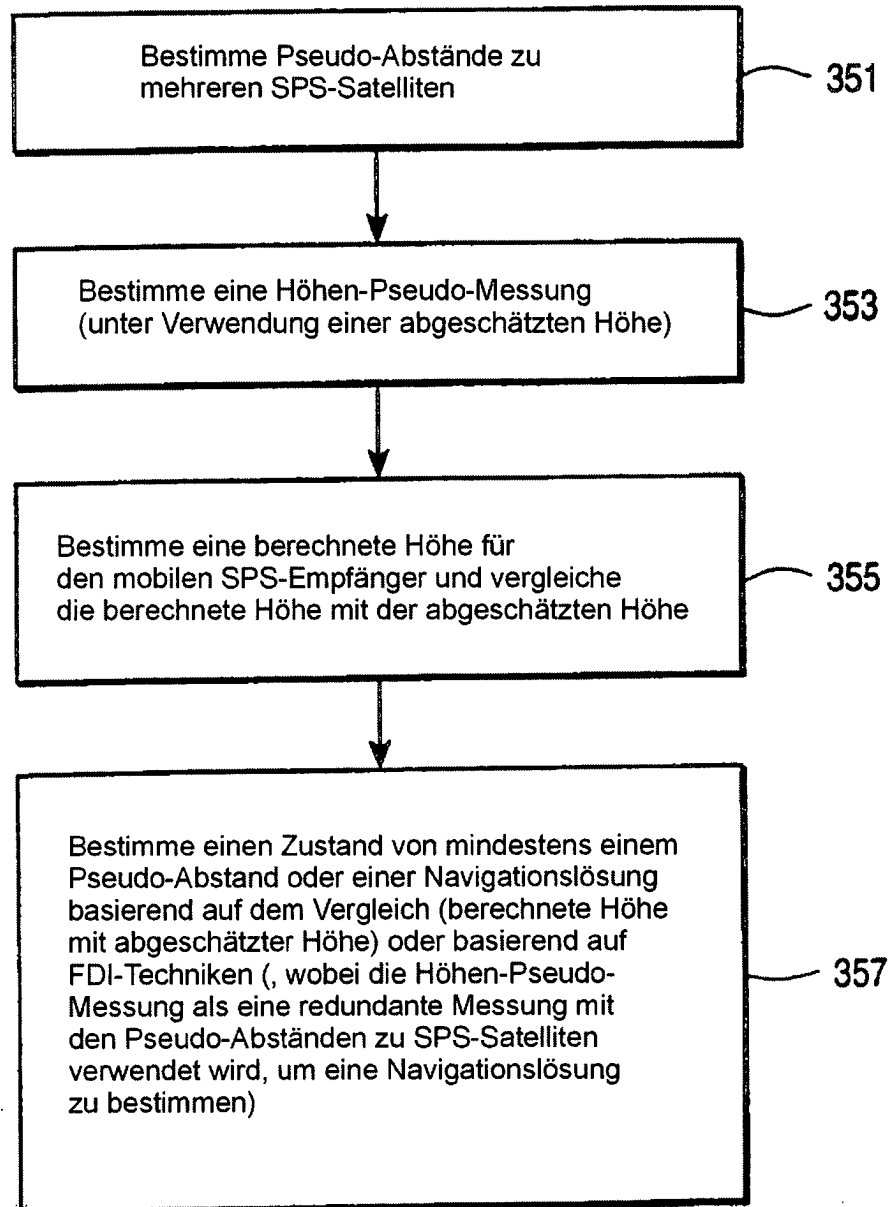 Bestimme Pseudo-Abstände zu
mehreren SPS-Satelliten
351
Bestimme eine Höhen-Pseudo-Messung
(unter Verwendung einer abgeschätzten Höhe)
353
Bestimme eine berechnete Höhe für
den mobilen SPS-Empfänger und vergleiche
die berechnete Höhe mit der abgeschätzten Höhe
355
Bestimme einen Zustand von mindestens einem
Pseudo-Abstand oder einer Navigationslösung
basierend auf dem Vergleich (berechnete Höhe
mit abgeschätzter Höhe) oder basierend auf
FDI-Techniken (, wobei die Höhen-Pseudo-
Messung als eine redundante Messung mit
den Pseudo-Abständen zu SPS-Satelliten
verwendet wird, um eine Navigationslösung
zu bestimmen)
357